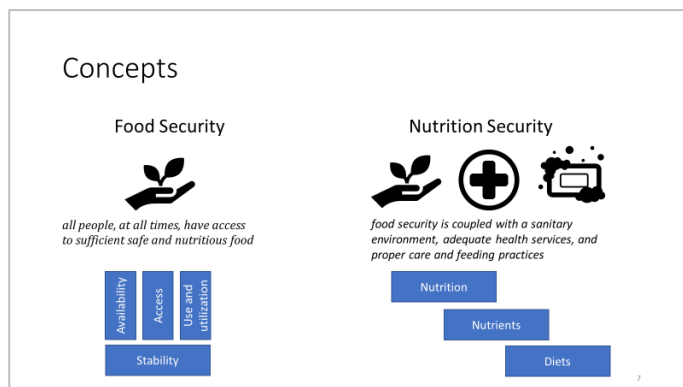 Concepts
Food Security
all people, at all times, have access
to sufficient safe and nutritious food
Availability
Access
Use and
utilization
Stability
Nutrition Security
food security is coupled with a sanitary
environment, adequate health services, and
proper care and feeding practices
Nutrition
Nutrients
Diets
7